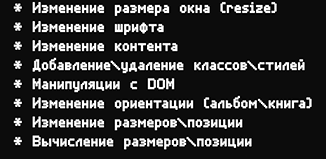 * Изменение размера окна (resize)
* Изменение шрифта
* Изменение контента
* Добавление\удаление классов\стилей
* Манипуляции с DOM
* Изменение ориентации (альбом\книга)
* Изменение размеров\позиции
* Вычисление размеров\позиции